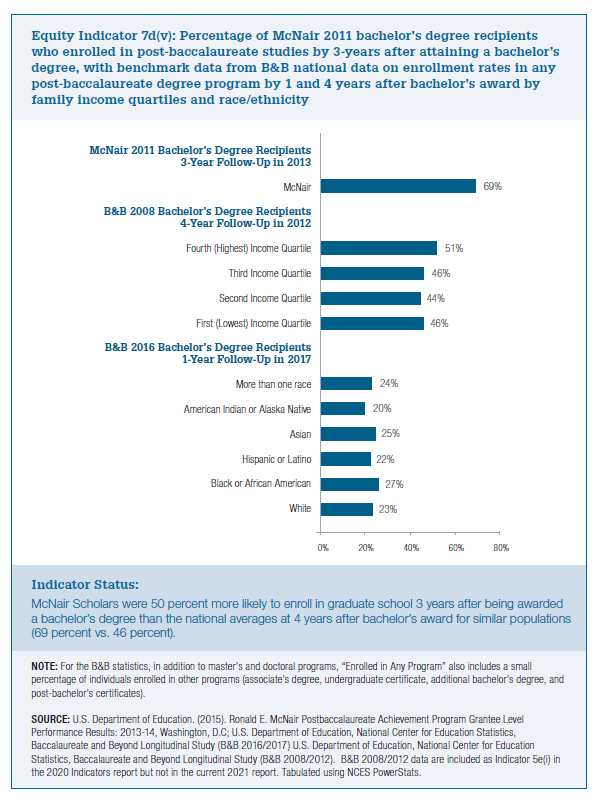 Equity Indicator 7d(v): Percentage of McNair 2011 bachelor's degree recipients
who enrolled in post-baccalaureate studies by 3-years after attaining a bachelor's
degree, with benchmark data from B&B national data on enrollment rates in any
post-baccalaureate degree program by 1 and 4 years after bachelor's award by
family income quartiles and race/ethnicity
McNair 2011 Bachelor's Degree Recipients
3-Year Follow-Up in 2013
McNair 69%
B&B 2008 Bachelor's Degree Recipients
4-Year Follow-Up in 2012
Fourth (Highest) Income Quartile 51%
Third Income Quartile 46%
Second Income Quartile 44%
First (Lowest) Income Quartile 46%
B&B 2016 Bachelor's Degree Recipients
1-Year Follow-Up in 2017
More than one race 24%
American Indian or Alaska Native 20%
Asian 25%
Hispanic or Latino 22%
Black or African American 27%
White 23%
0% 20% 40% 60% 80%
Indicator Status:
McNair Scholars were 50 percent more likely to enroll in graduate school 3 years after being awarded
a bachelor's degree than the national averages at 4 years after bachelor's award for similar populations
(69 percent vs. 46 percent).
NOTE: For the B&B statistics, in addition to master's and doctoral programs, "Enrolled in Any Program" also includes a small
percentage of individuals enrolled in other programs (associate's degree, undergraduate certificate, additional bachelor's degree, and
post-bachelor's certificates).
SOURCE: U.S. Department of Education. (2015). Ronald E. McNair Postbaccalaureate Achievement Program Grantee Level
Performance Results: 2013-14, Washington, D.C; U.S. Department of Education, National Center for Education Statistics,
Baccalaureate and Beyond Longitudinal Study (B&B 2016/2017) U.S. Department of Education, National Center for Education
Statistics, Baccalaureate and Beyond Longitudinal Study (B&B 2008/2012). B&B 2008/2012 data are included as Indicator 5e(i) in
the 2020 Indicators report but not in the current 2021 report. Tabulated using NCES PowerStats.